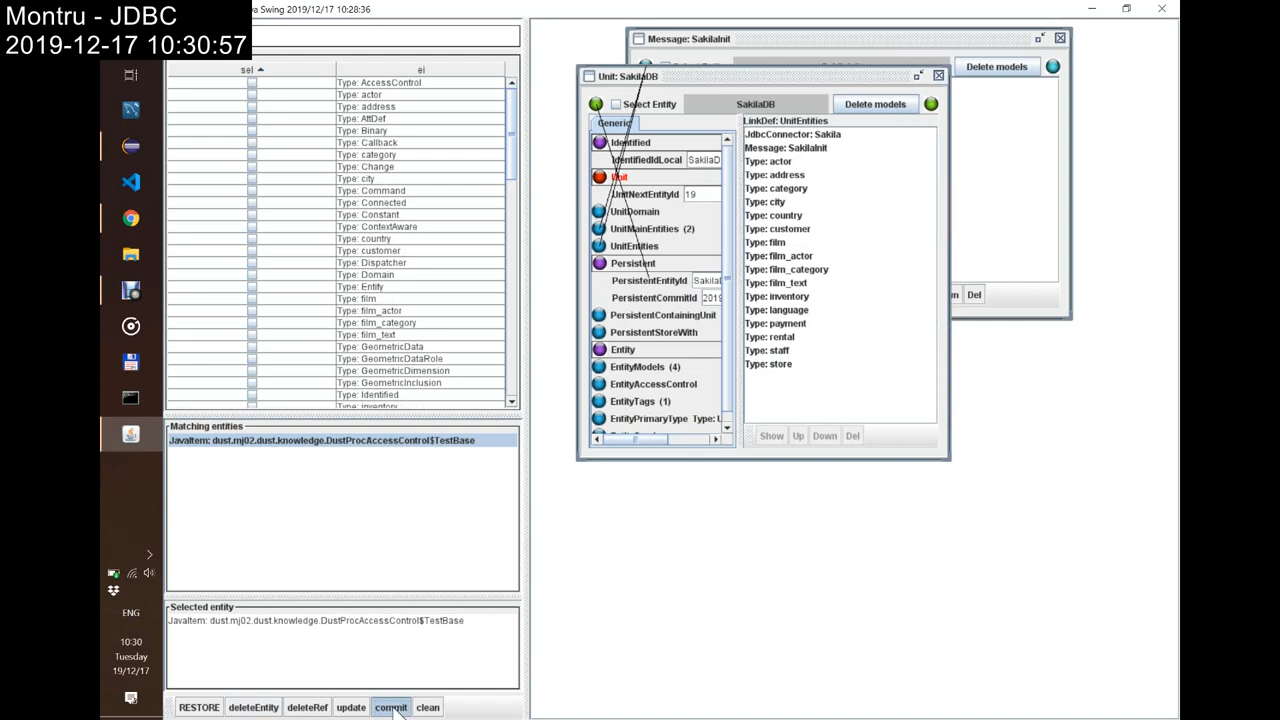 Montru - JDBC
2019-12-17 10:30:57
va Swing 2019/12/17 10:28:36
sel
ei
Type: AccessControl
Type: actor
Type: address
Type: AttDef
Type: Binary
Type: Callback
Type: category
Type: Change
Type: city
Type: Command
Type: Connected
Type: Constant
Type: ContextAware
Type: country
Type: customer
Type: Dispatcher
Type: Domain
Type: Entity
Type: film
Type: film_actor
Type: film_category
Type: film_text
Type: GeometricData
Type: GeometricDataRole
Type: GeometricDimension
Type: GeometricInclusion
Type: Identified
Type: inventory
Matching entities
JavaItem: dust.mj02.dust.knowledge.DustProcAccessControl$TestBase
Selected entity
JavaItem: dust.mj02.dust.knowledge.DustProcAccessControl$TestBase
RESTORE
deleteEntity
deleteRef
update
commit
clean
Message: SakilaInit
Delete models
Del
Unit: SakilaDB
Select Entity
SakilaDB
Delete models
Generic
Identified
IdentifiedIdLocal
SakilaD
Unit
UnitNextEntityId
19
UnitDomain
UnitMainEntities (2)
UnitEntities
Persistent
PersistentEntityId
PersistentCommitId
2019
PersistentContainingUnit
PersistentStoreWith
Entity
EntityModels (4)
EntityAccessControl
EntityTags (1)
EntityPrimaryType Type: U
LinkDef: UnitEntities
JdbcConnector: Sakila
Message: SakilaInit
Type: actor
Type: address
Type: category
Type: city
Type: country
Type: customer
Type: film
Type: film_actor
Type: film_category
Type: film_text
Type: inventory
Type: language
Type: payment
Type: rental
Type: staff
Type: store
Show
Up
Down
Del
ENG
10:30
Tuesday
19/12/17